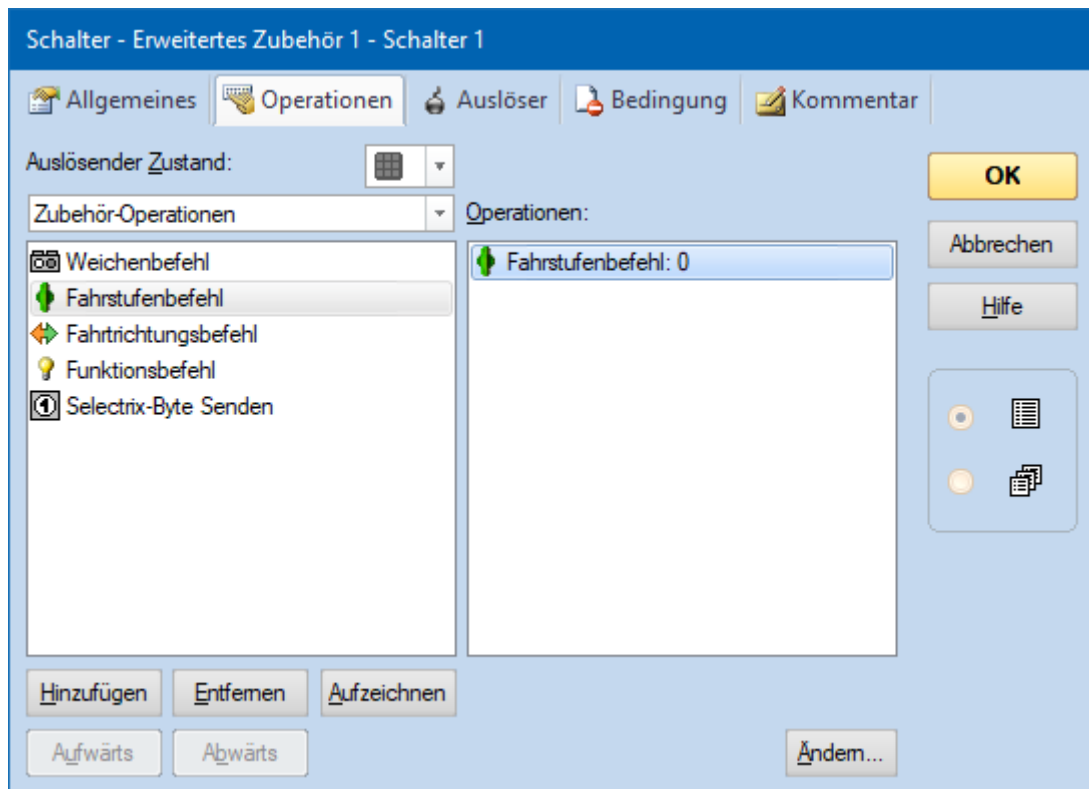 Schalter - Erweitertes Zubehör 1 - Schalter 1
Allgemeines Operationen Auslöser Bedingung Kommentar
Auslösender Zustand:
Zubehör-Operationen
Weichenbefehl
Fahrstufenbefehl
Fahrtrichtungsbefehl
Funktionsbefehl
Selectrix-Byte Senden
Operationen:
Fahrstufenbefehl: 0
OK
Abbrechen
Hilfe
Hinzufügen Entfernen Aufzeichnen
Aufwärts Abwärts Ändern...